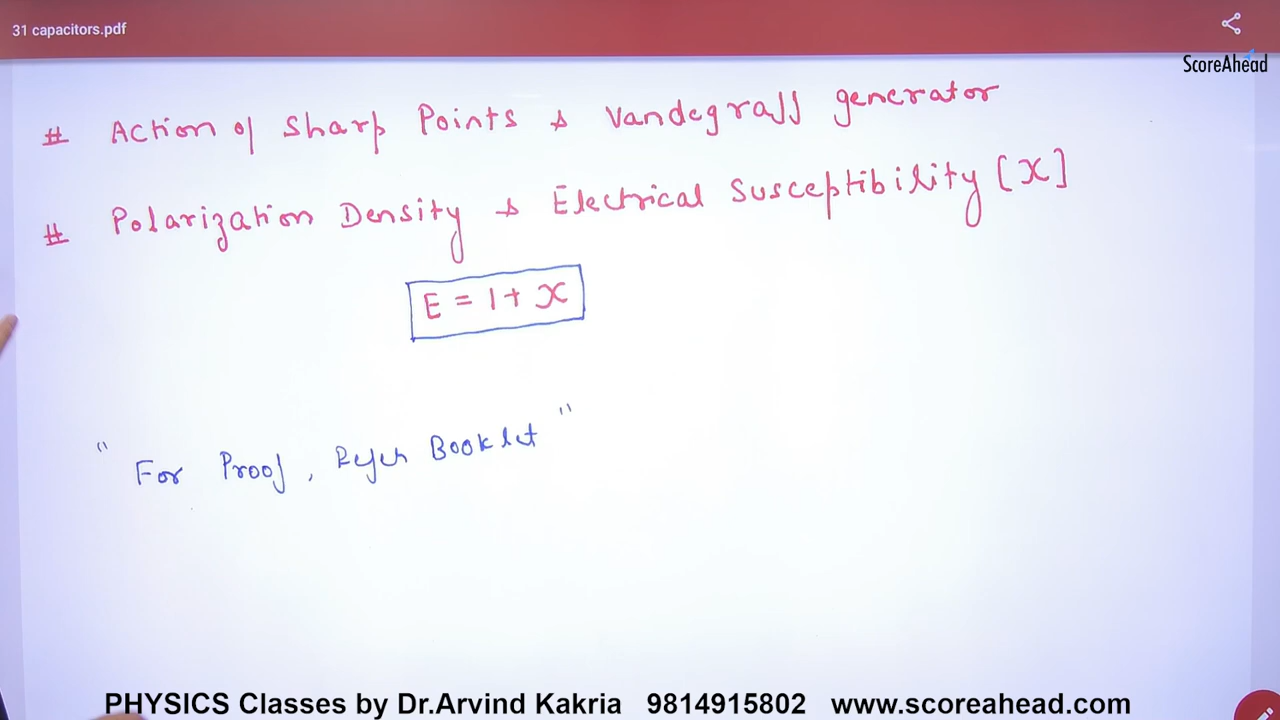 31 capacitors.pdf
ScoreAhead
# Action of Sharp Points & Vandegraff generator
# Polarization Density & Electrical Susceptibility [x]
E = 1 + x
" For Proof, Refer Booklet "
PHYSICS Classes by Dr.Arvind Kakria 9814915802 www.scoreahead.com